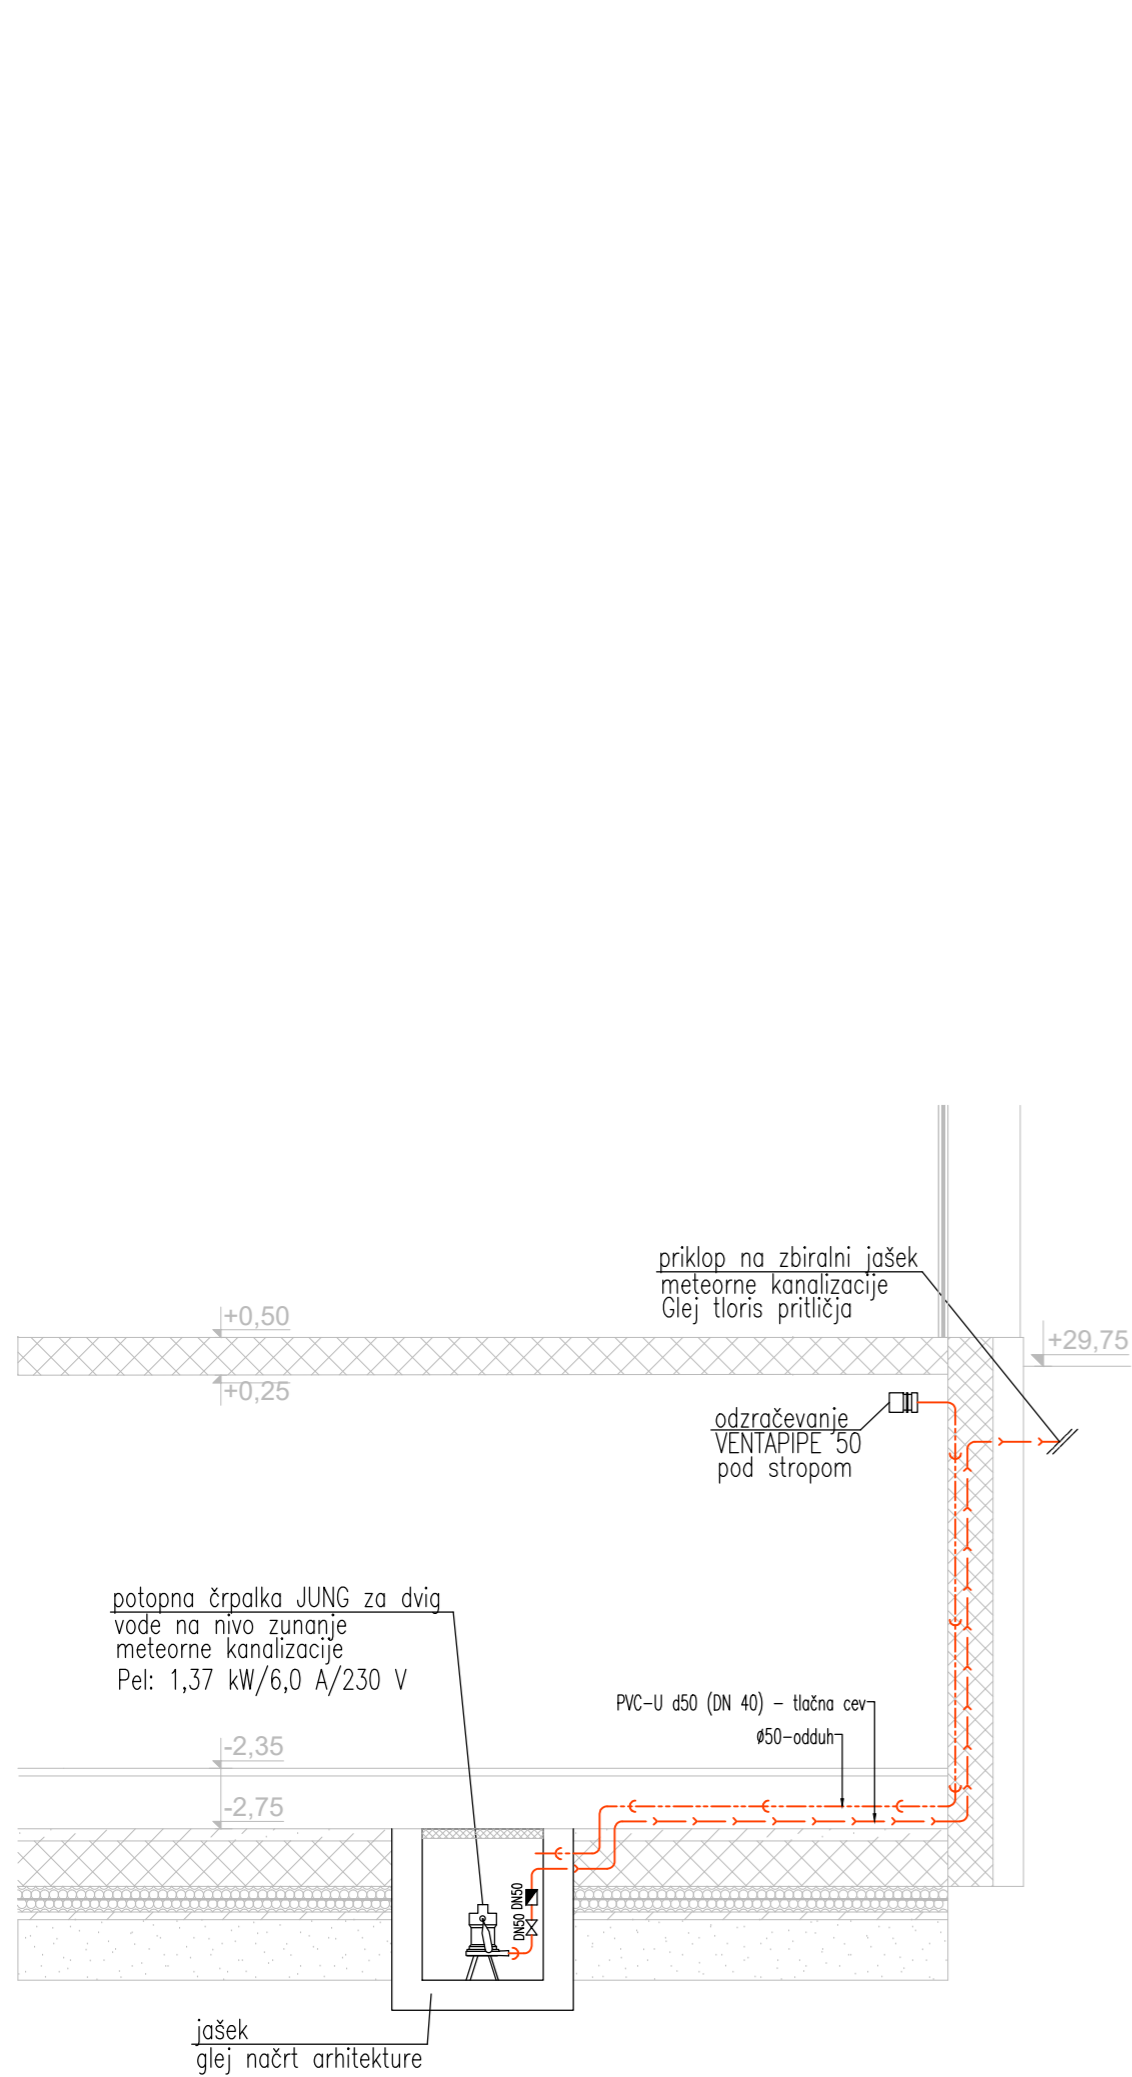 priklop na zbiralni jašek
meteorne kanalizacije
Glej tloris pritličja
+0,50
+29,75
+0,25
odzračevanje
VENTAPIPE 50
pod stropom
potopna črpalka JUNG za dvig
vode na nivo zunanje
meteorne kanalizacije
Pel: 1,37 kW/6,0 A/230 V
PVC-U d50 (DN 40) - tlačna cev
ø50-odduh
-2,35
-2,75
DN50
DN50
jašek
glej načrt arhitekture